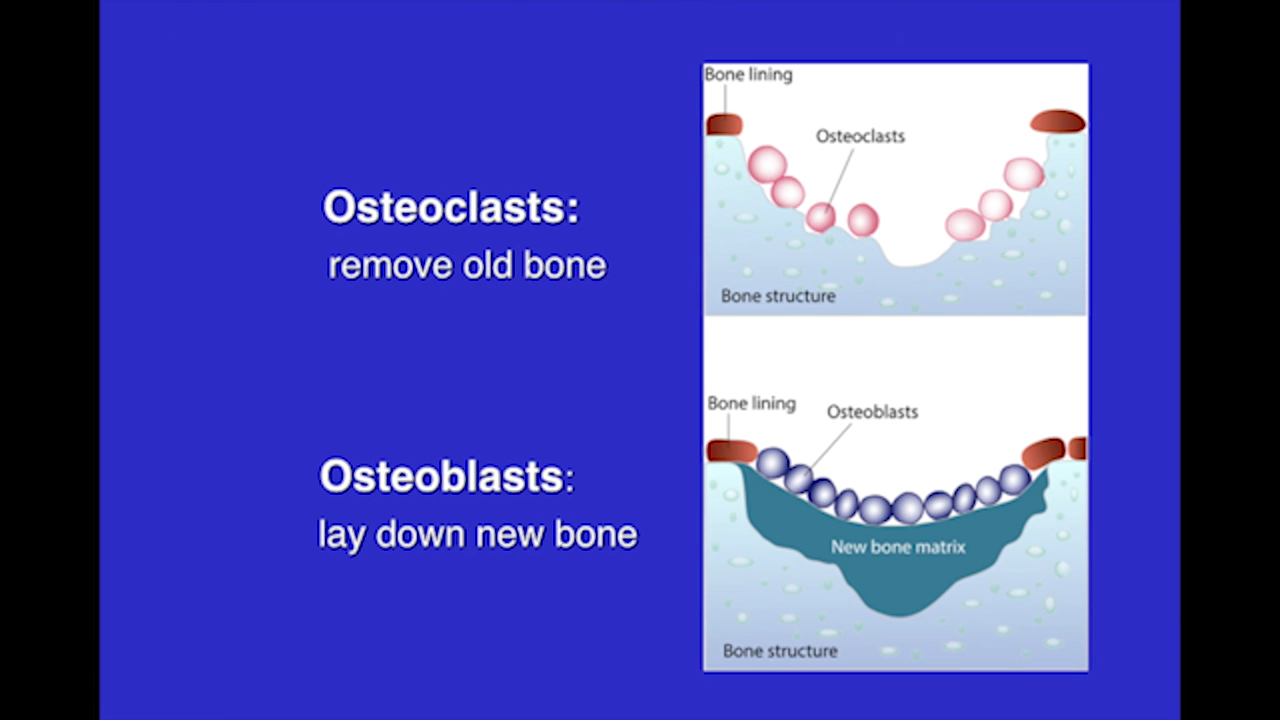 Osteoclasts:
remove old bone
Bone lining
Osteoclasts
Bone structure
Osteoblasts:
lay down new bone
Bone lining
Osteoblasts
New bone matrix
Bone structure